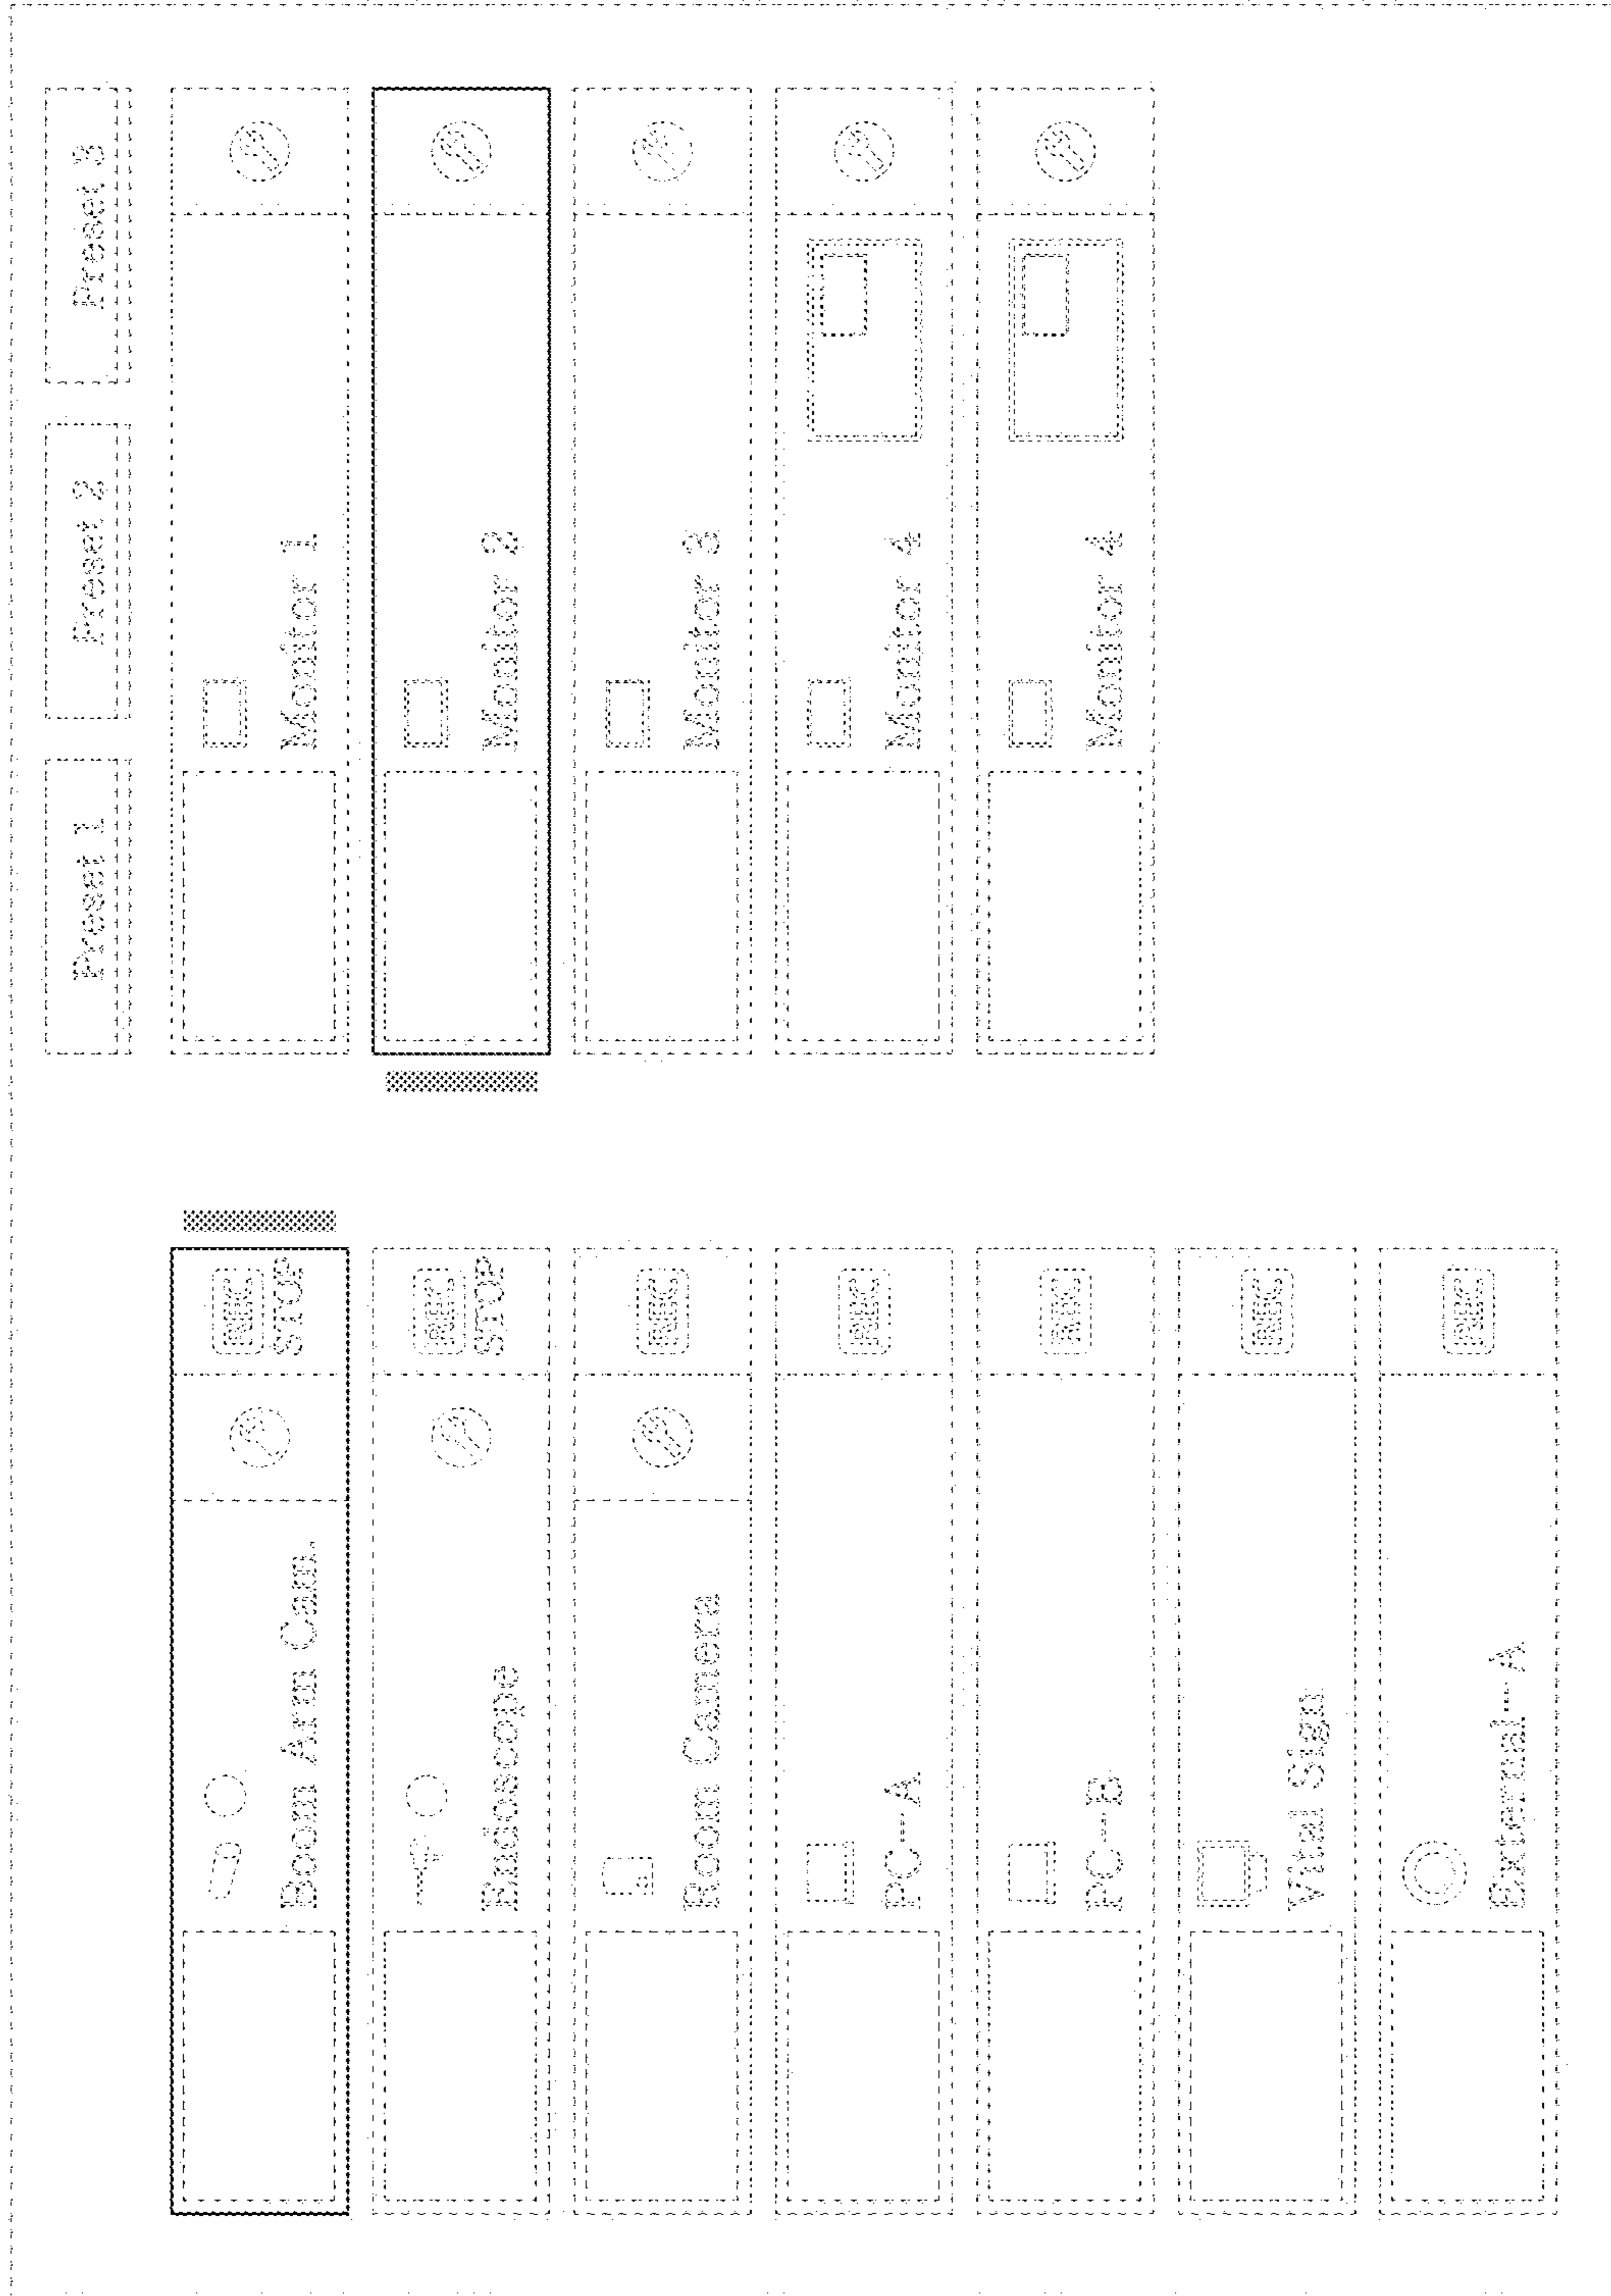 Preset 1
Preset 2
Preset 3
Boom Arm Cam.
REC
STOP
Endoscope
REC
STOP
Room Camera
REC
PC-A
REC
PC-B
REC
Vital Sign
REC
External-A
REC
Monitor 1
Monitor 2
Monitor 3
Monitor 4
Monitor 4